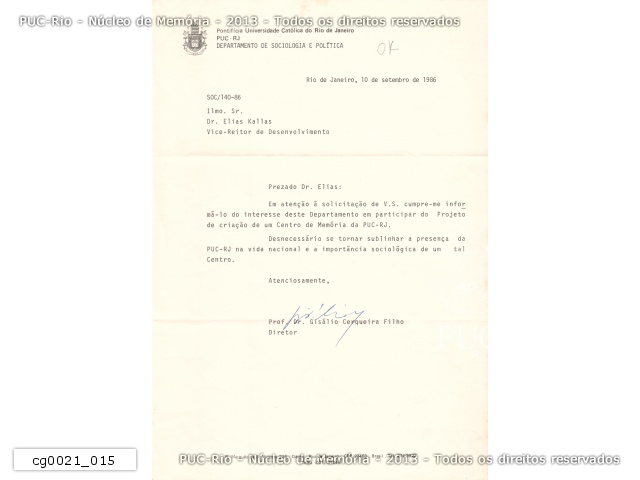 PUC-Rio - Núcleo de Memória - 2013 - Todos os direitos reservados
Pontifícia Universidade Católica do Rio de Janeiro
PUC-RJ
DEPARTAMENTO DE SOCIOLOGIA E POLÍTICA
OK
Rio de Janeiro, 10 de setembro de 1986
SOC/140-86
Ilmo. Sr.
Dr. Elias Kallas
Vice-Reitor de Desenvolvimento
Prezado Dr. Elias:
Em atenção à solicitação de V.S. cumpre-me infor
má-lo do interesse deste Departamento em participar do Projeto
de criação de um Centro de Memória da PUC-RJ.
Desnecessário se tornar sublinhar a presença da
PUC-RJ na vida nacional e a importância sociológica de um tal
Centro.
Atenciosamente,
Prof. Dr. Gisálio Cerqueira Filho
Diretor
cg0021_015
PUC-Rio - Núcleo de Memória - 2013 - Todos os direitos reservados